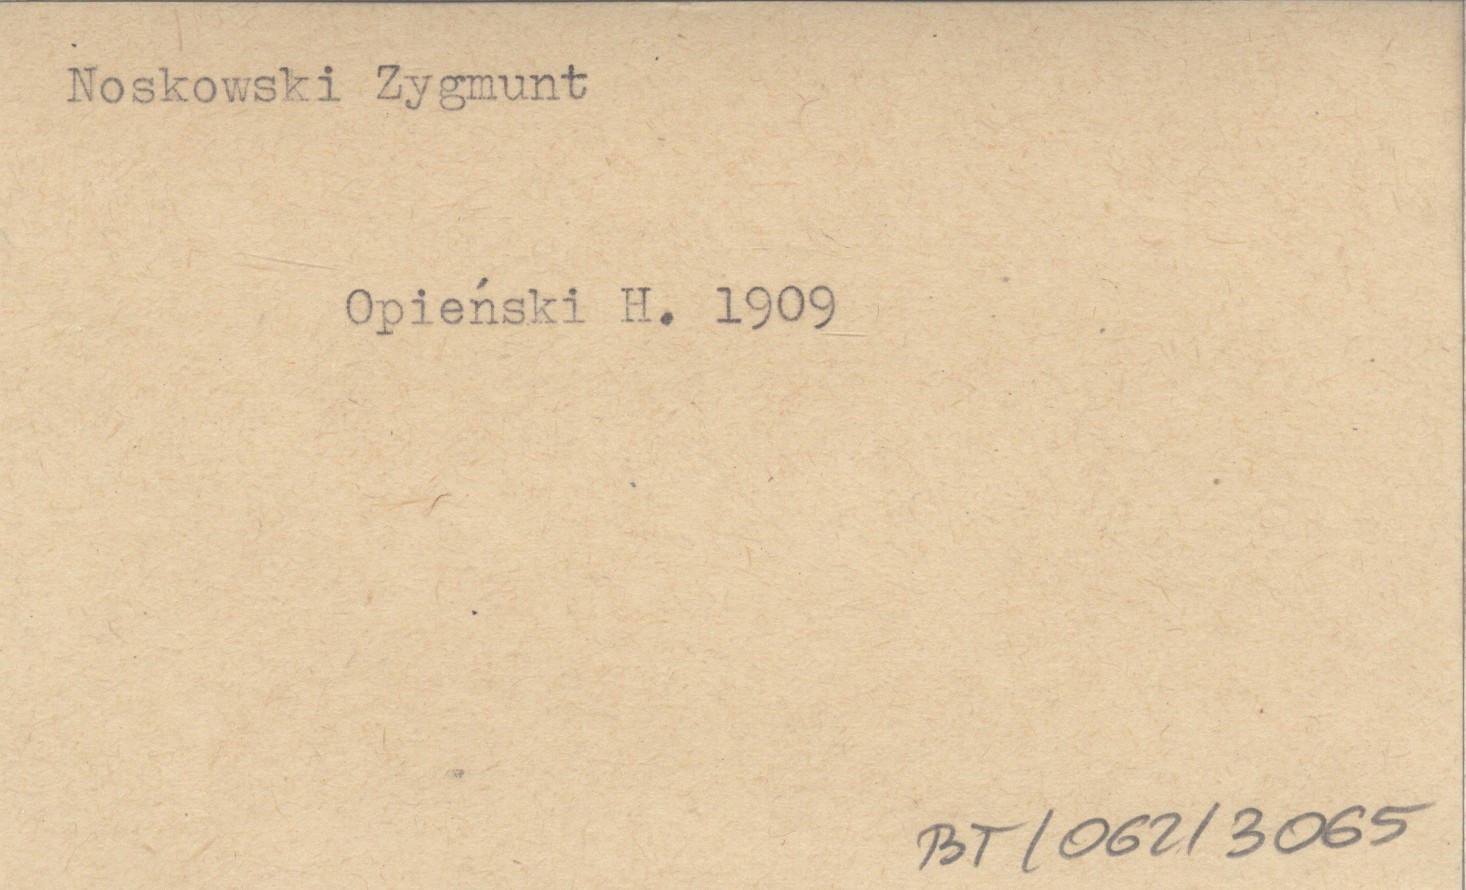 Noskowski Zygmunt
Opieński H. 1909
BT/062/3065